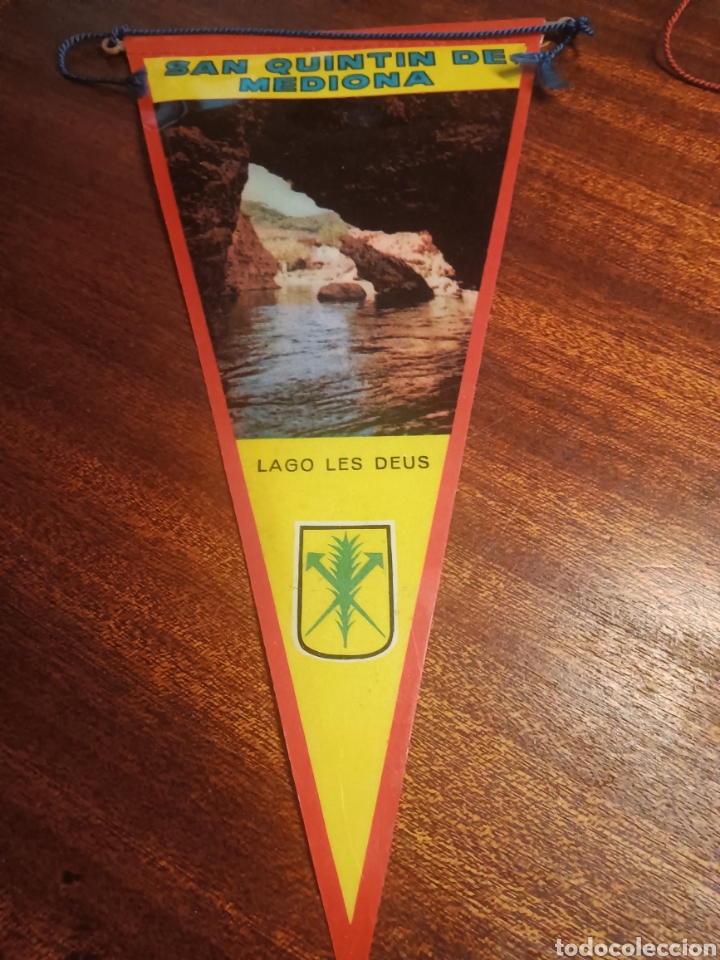 SAN QUINTIN DE
MEDIONA
LAGO LES DEUS
todocoleccion